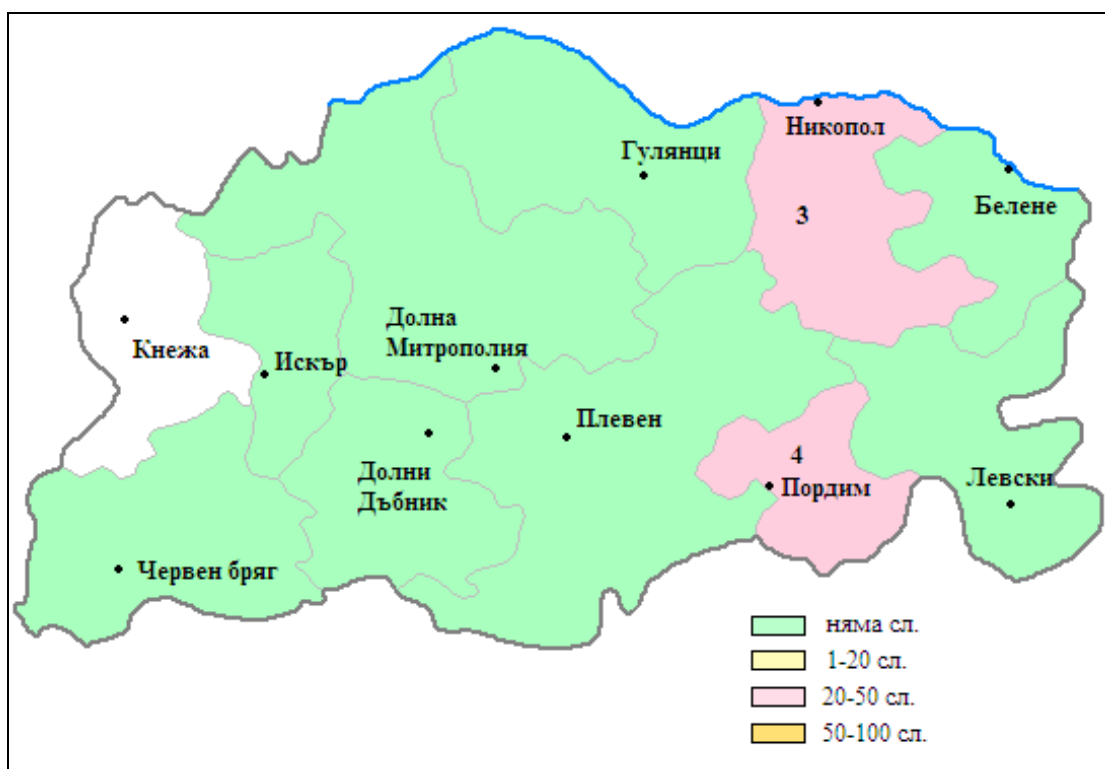 Никопол
Гулянци
3
Белене
Долна
Митрополия
Кнежа
Искър
Плевен
4
Долни
Дъбник
Пордим
Левски
Червен бряг
няма сл.
1-20 сл.
20-50 сл.
50-100 сл.